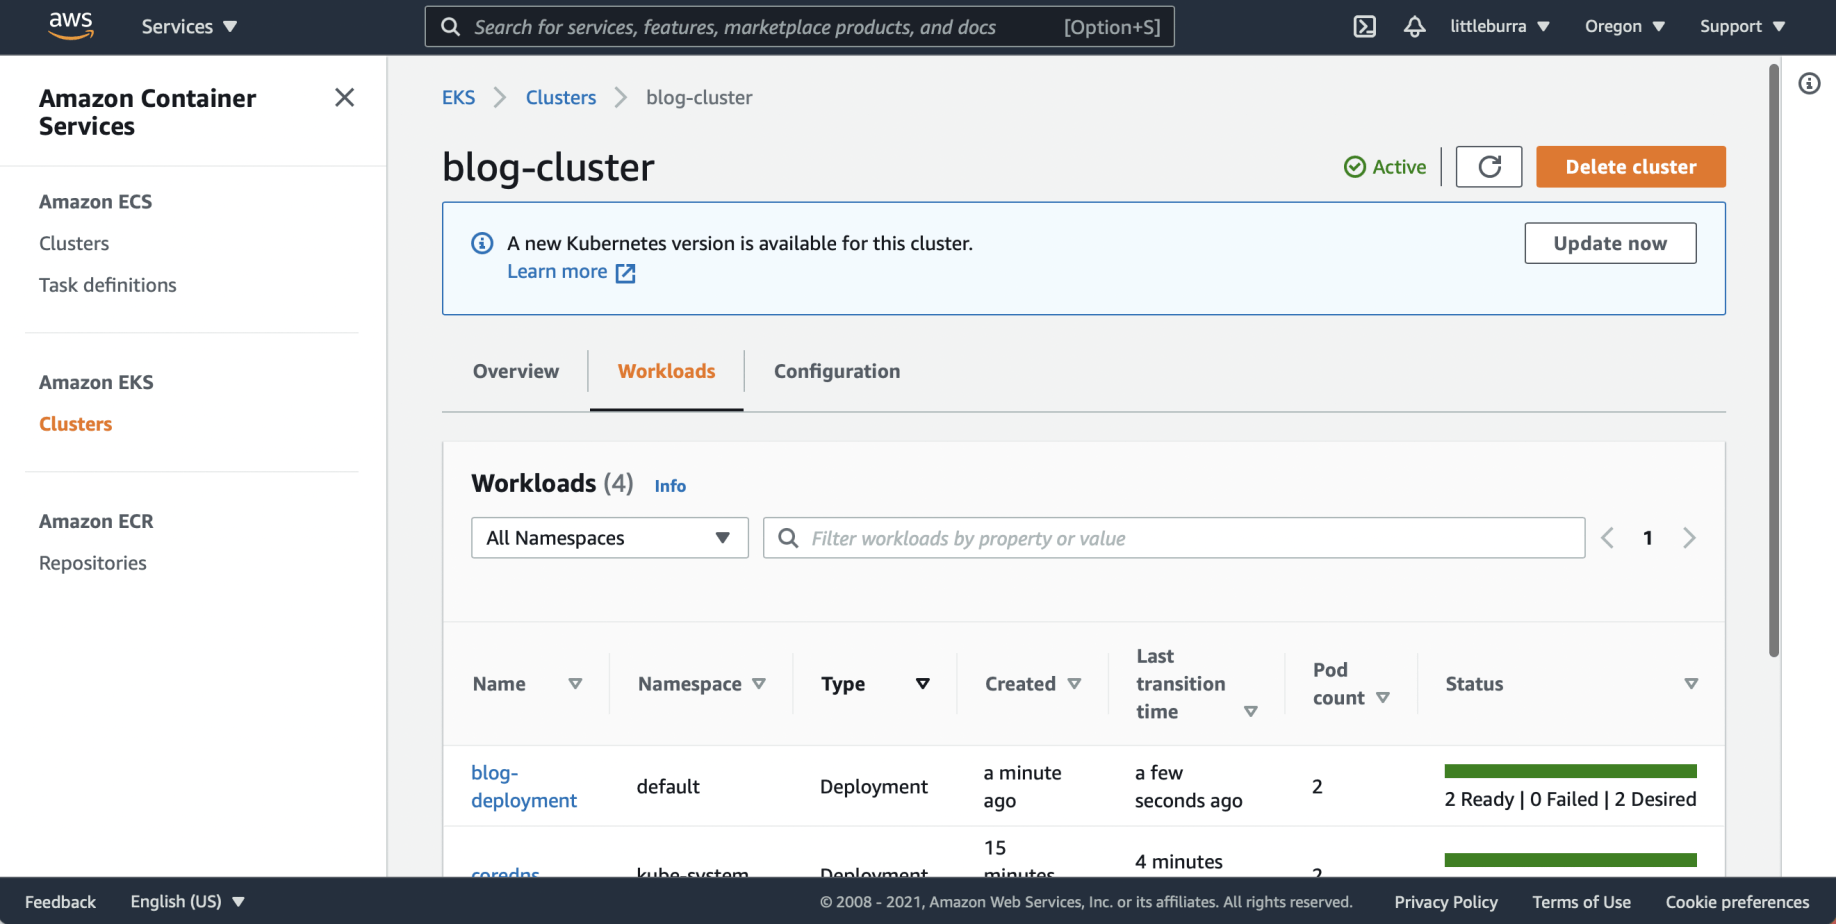 aws
Services
Search for services, features, marketplace products, and docs [Option+S]
littleburra
Oregon
Support
Amazon Container
Services
Amazon ECS
Clusters
Task definitions
Amazon EKS
Clusters
Amazon ECR
Repositories
EKS
Clusters
blog-cluster
blog-cluster
Active
Delete cluster
A new Kubernetes version is available for this cluster.
Learn more
Update now
Overview
Workloads
Configuration
Workloads (4) Info
All Namespaces
Filter workloads by property or value
1
Name
Namespace
Type
Created
Last
transition
time
Pod
count
Status
blog-
deployment
default
Deployment
a minute
ago
a few
seconds ago
2
2 Ready | 0 Failed | 2 Desired
coredns
kube-system
Deployment
15
minutes
4 minutes
2
Feedback
English (US)
© 2008 - 2021, Amazon Web Services, Inc. or its affiliates. All rights reserved.
Privacy Policy
Terms of Use
Cookie preferences